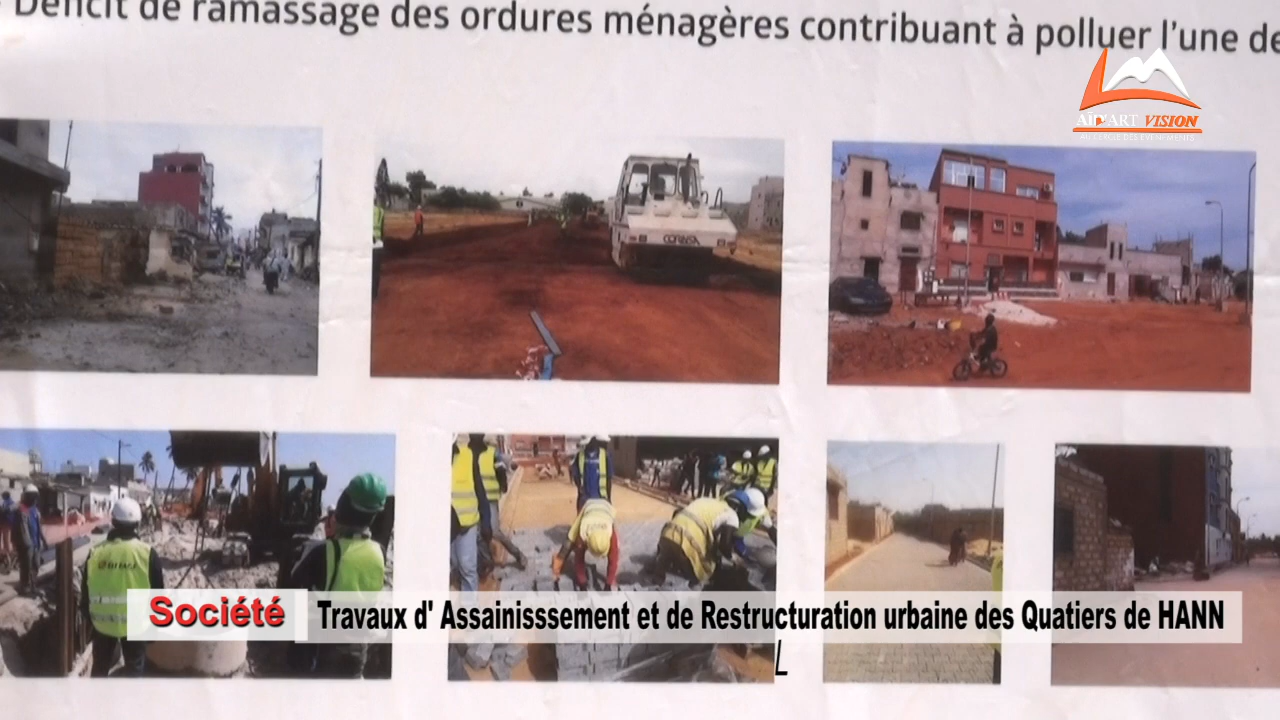 Déficit de ramassage des ordures ménagères contribuant à polluer l'une de
VISION
Société
Travaux d' Assainisssement et de Restructuration urbaine des Quatiers de HANN
L